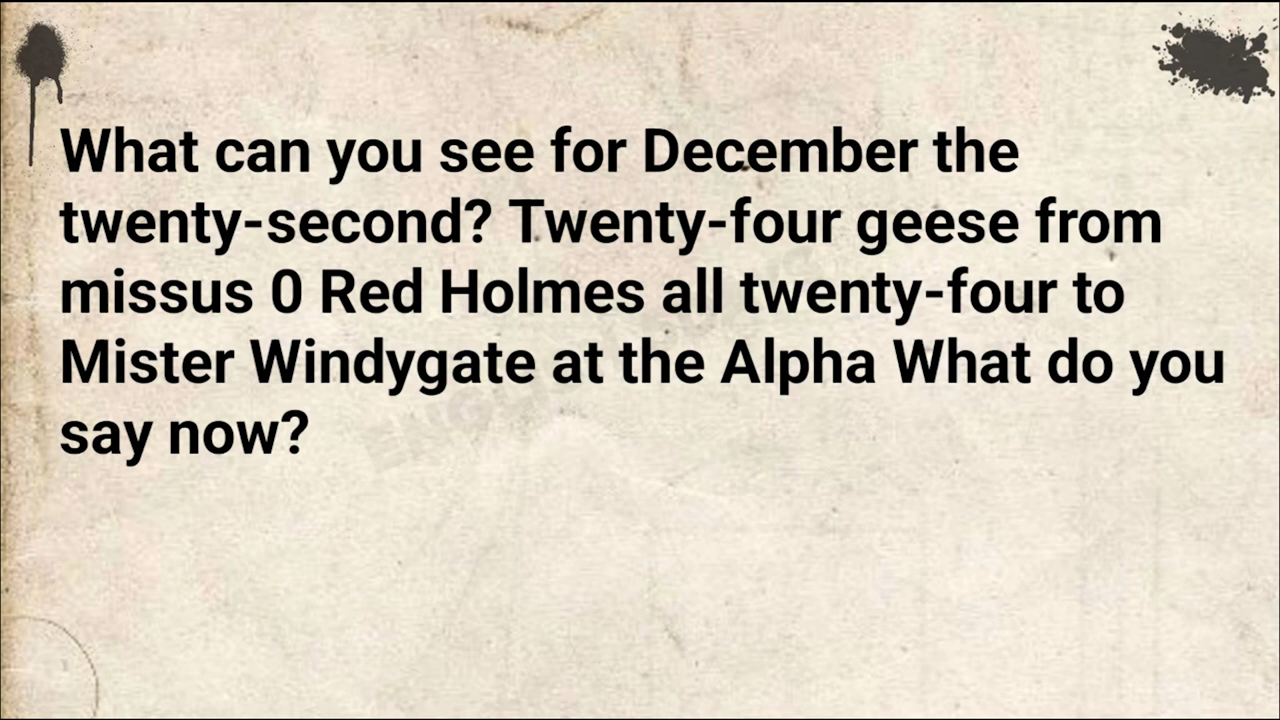 What can you see for December the
twenty-second? Twenty-four geese from
missus 0 Red Holmes all twenty-four to
Mister Windygate at the Alpha What do you
say now?